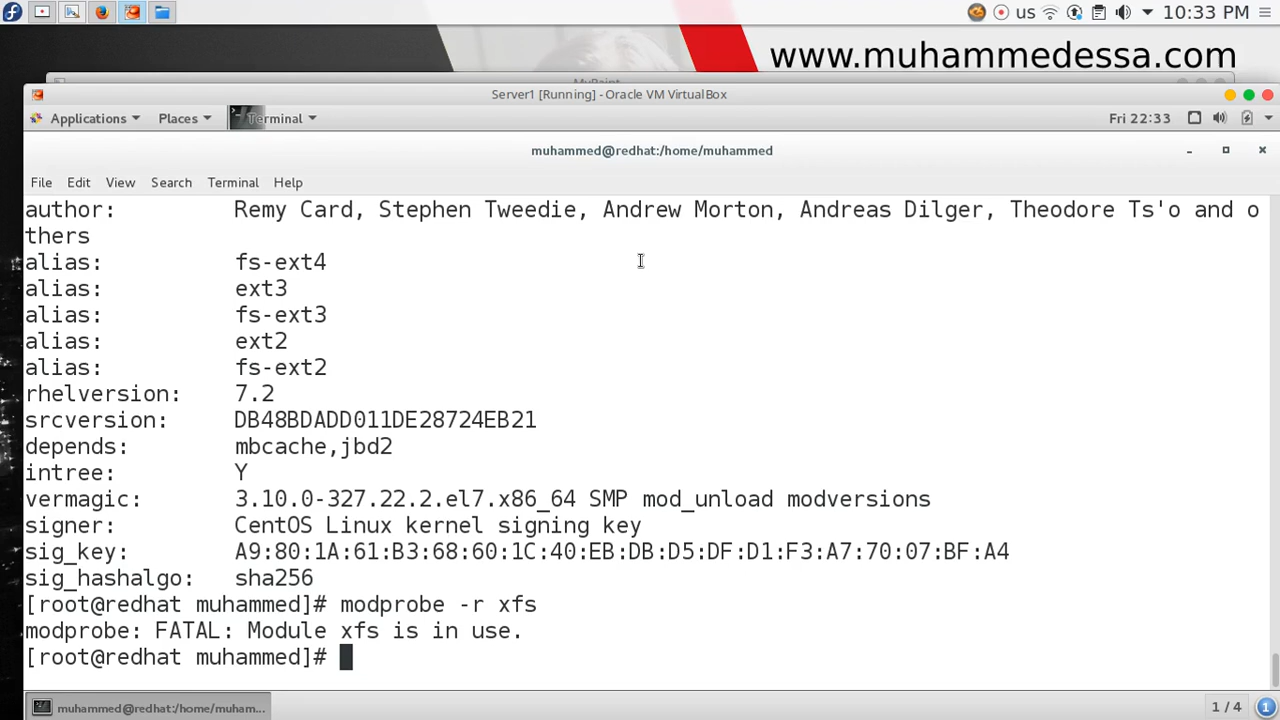 us
10:33 PM
www.muhammedessa.com
MyPaint
Server1 [Running] - Oracle VM VirtualBox
Applications
Places
Terminal
Fri 22:33
muhammed@redhat:/home/muhammed
File Edit View Search Terminal Help
author: Remy Card, Stephen Tweedie, Andrew Morton, Andreas Dilger, Theodore Ts'o and o
thers
alias: fs-ext4
alias: ext3
alias: fs-ext3
alias: ext2
alias: fs-ext2
rhelversion: 7.2
srcversion: DB48BDADD011DE28724EB21
depends: mbcache,jbd2
intree: Y
vermagic: 3.10.0-327.22.2.el7.x86_64 SMP mod_unload modversions
signer: CentOS Linux kernel signing key
sig_key: A9:80:1A:61:B3:68:60:1C:40:EB:DB:D5:DF:D1:F3:A7:70:07:BF:A4
sig_hashalgo: sha256
[root@redhat muhammed]# modprobe -r xfs
modprobe: FATAL: Module xfs is in use.
[root@redhat muhammed]#
muhammed@redhat:/home/muham...
1 / 4
1